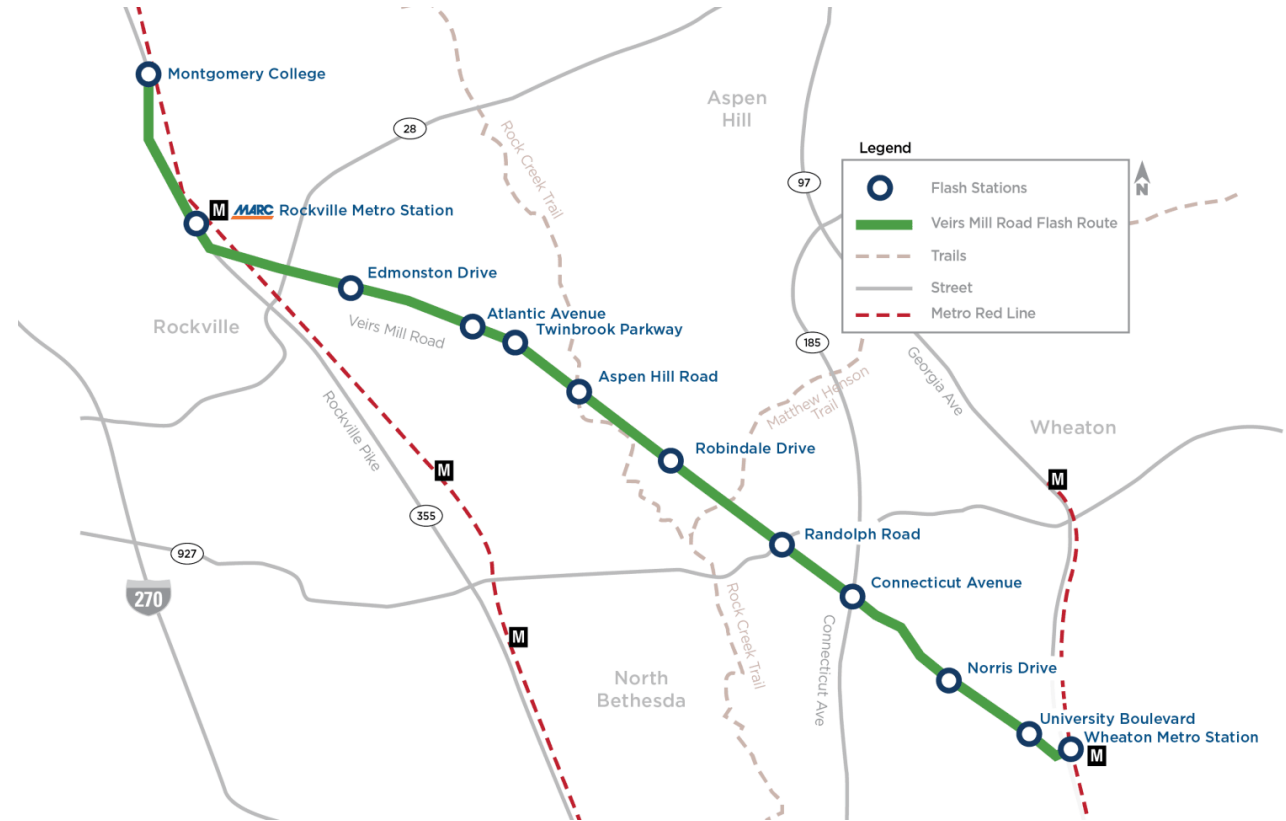 Montgomery College
28
Rock Creek Trail
Aspen
Hill
97
Legend
Flash Stations
Veirs Mill Road Flash Route
Trails
Street
Metro Red Line
N
M MARC Rockville Metro Station
Edmonston Drive
Rockville
Veirs Mill Road
Atlantic Avenue
Twinbrook Parkway
185
Georgia Ave
Aspen Hill Road
Matthew Henson
Trail
Rockville Pike
Wheaton
Robindale Drive
M
M
355
Randolph Road
927
270
Connecticut Avenue
M
Rock Creek Trail
Connecticut Ave
North
Bethesda
Norris Drive
University Boulevard
Wheaton Metro Station
M